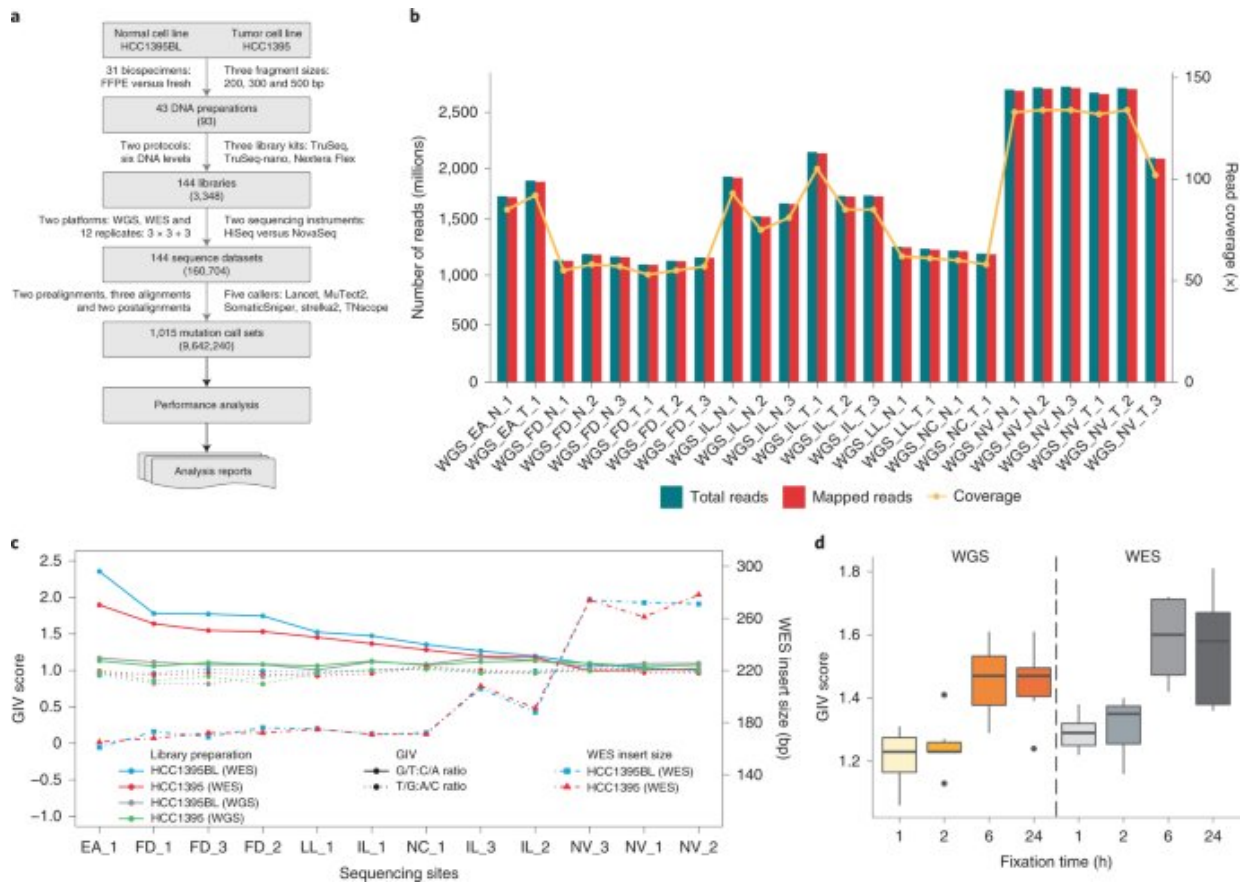 a
Normal cell line
HCC1395BL
Tumor cell line
HCC1395
31 biospecimens:
FFPE versus fresh
Three fragment sizes:
200, 300 and 500 bp
43 DNA preparations
(93)
Two protocols:
six DNA levels
Three library kits: TruSeq,
TruSeq-nano, Nextera Flex
144 libraries
(3,348)
Two platforms: WGS, WES and
12 replicates: 3 × 3 + 3
Two sequencing instruments:
HiSeq versus NovaSeq
144 sequence datasets
(160,704)
Two prealignments, three alignments
and two postalignments
Five callers: Lancet, MuTect2,
SomaticSniper, strelka2, TNscope
1,015 mutation call sets
(9,642,240)
Performance analysis
Analysis reports
b
Number of reads (millions)
2,500
2,000
1,500
1,000
500
0
150
100
50
0
Read coverage (×)
WGS_EA_N_1
WGS_EA_T_1
WGS_FD_N_1
WGS_FD_N_2
WGS_FD_N_3
WGS_FD_T_1
WGS_FD_T_2
WGS_FD_T_3
WGS_IL_N_1
WGS_IL_N_2
WGS_IL_N_3
WGS_IL_T_1
WGS_IL_T_2
WGS_IL_T_3
WGS_LL_N_1
WGS_LL_T_1
WGS_NC_N_1
WGS_NC_T_1
WGS_NV_N_1
WGS_NV_N_2
WGS_NV_N_3
WGS_NV_T_1
WGS_NV_T_2
WGS_NV_T_3
Total reads
Mapped reads
Coverage
c
GIV score
2.5
2.0
1.5
1.0
0.5
0
−0.5
−1.0
300
260
220
180
140
WES insert size (bp)
Library preparation
HCC1395BL (WES)
HCC1395 (WES)
HCC1395BL (WGS)
HCC1395 (WGS)
GIV
G/T:C/A ratio
T/G:A/C ratio
WES insert size
HCC1395BL (WES)
HCC1395 (WES)
EA_1
FD_1
FD_3
FD_2
LL_1
IL_1
NC_1
IL_3
IL_2
NV_3
NV_1
NV_2
Sequencing sites
d
WGS
WES
GIV score
1.8
1.6
1.4
1.2
1
2
6
24
1
2
6
24
Fixation time (h)